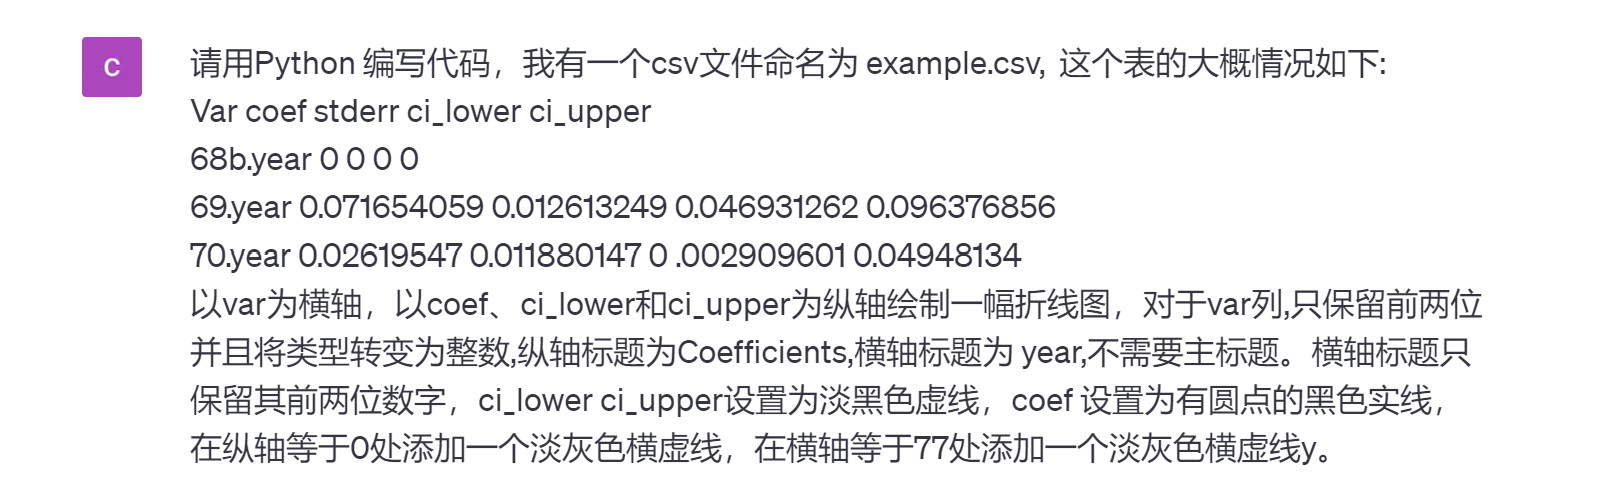 C
请用Python 编写代码，我有一个csv文件命名为 example.csv, 这个表的大概情况如下:
Var coef stderr ci_lower ci_upper
68b.year 0 0 0 0
69.year 0.071654059 0.012613249 0.046931262 0.096376856
70.year 0.02619547 0.011880147 0 .002909601 0.04948134
以var为横轴，以coef、ci_lower和ci_upper为纵轴绘制一幅折线图，对于var列,只保留前两位
并且将类型转变为整数,纵轴标题为Coefficients,横轴标题为 year,不需要主标题。横轴标题只
保留其前两位数字，ci_lower ci_upper设置为淡黑色虚线，coef 设置为有圆点的黑色实线，
在纵轴等于0处添加一个淡灰色横虚线，在横轴等于77处添加一个淡灰色横虚线y。